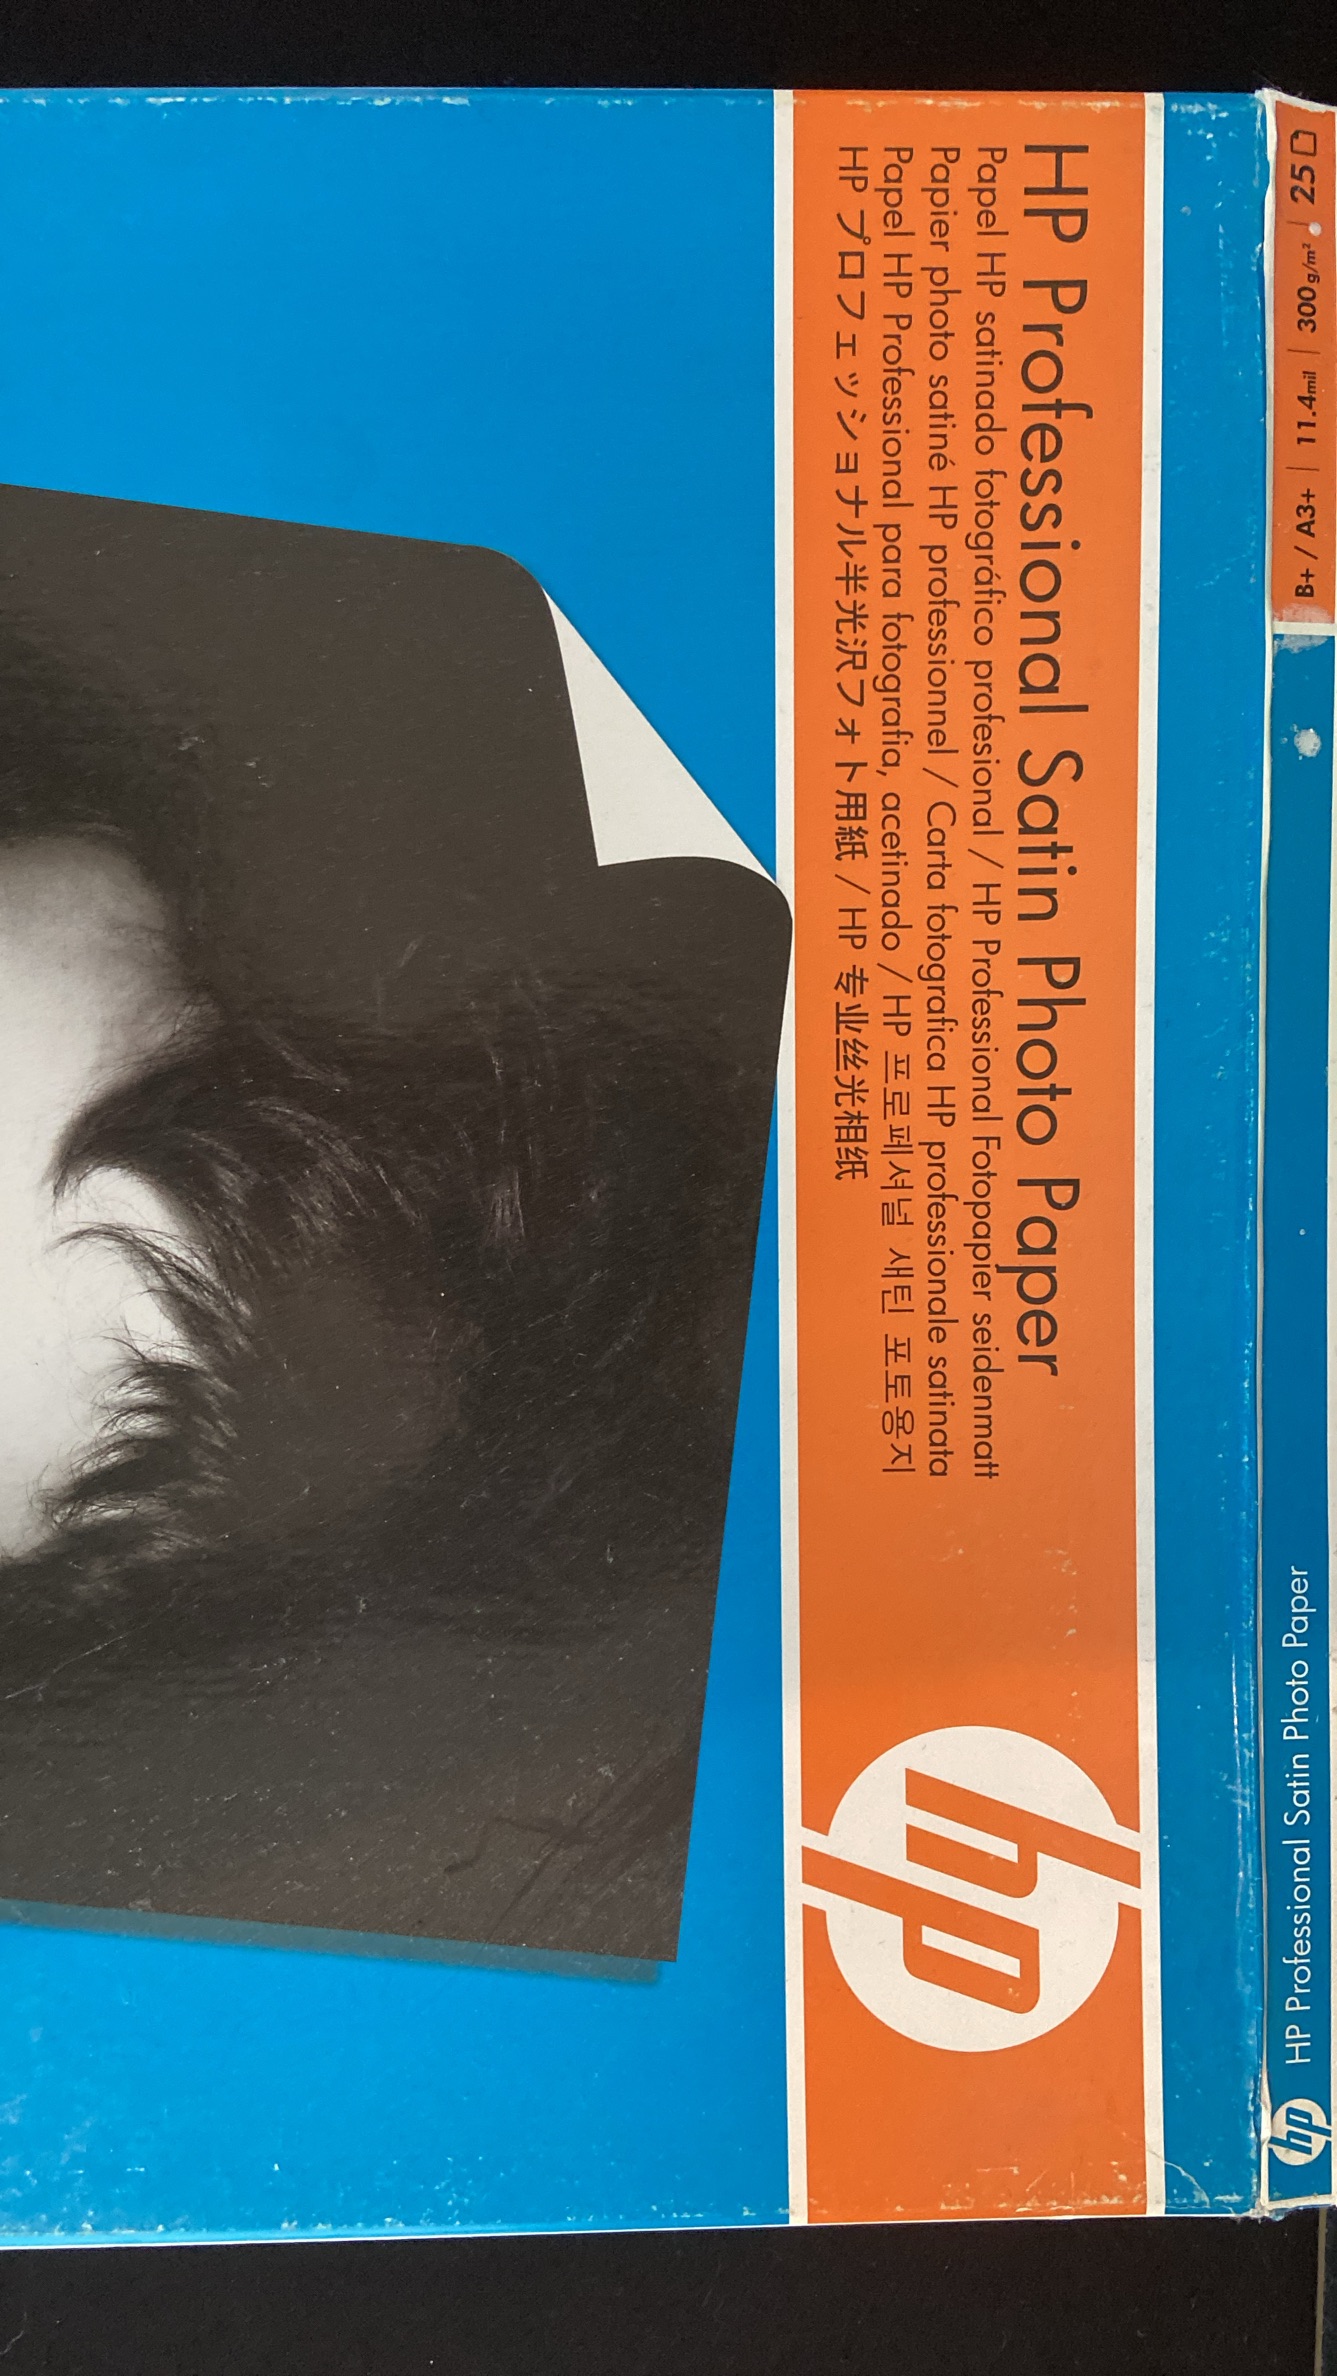 HP Professional Satin Photo Paper
Papel HP satinado fotográfico profesional / HP Professional Fotopapier seidenmatt
Papier photo satiné HP professionnel / Carta fotografica HP professionale satinata
Papel HP Professional para fotografia, acetinado / HP 프로페셔널 새틴 포토용지
HP プロフェッショナル半光沢フォト用紙 / HP 专业丝光相纸
hp
hp HP Professional Satin Photo Paper
B+ / A3+ | 11.4mil | 300g/m² | 25